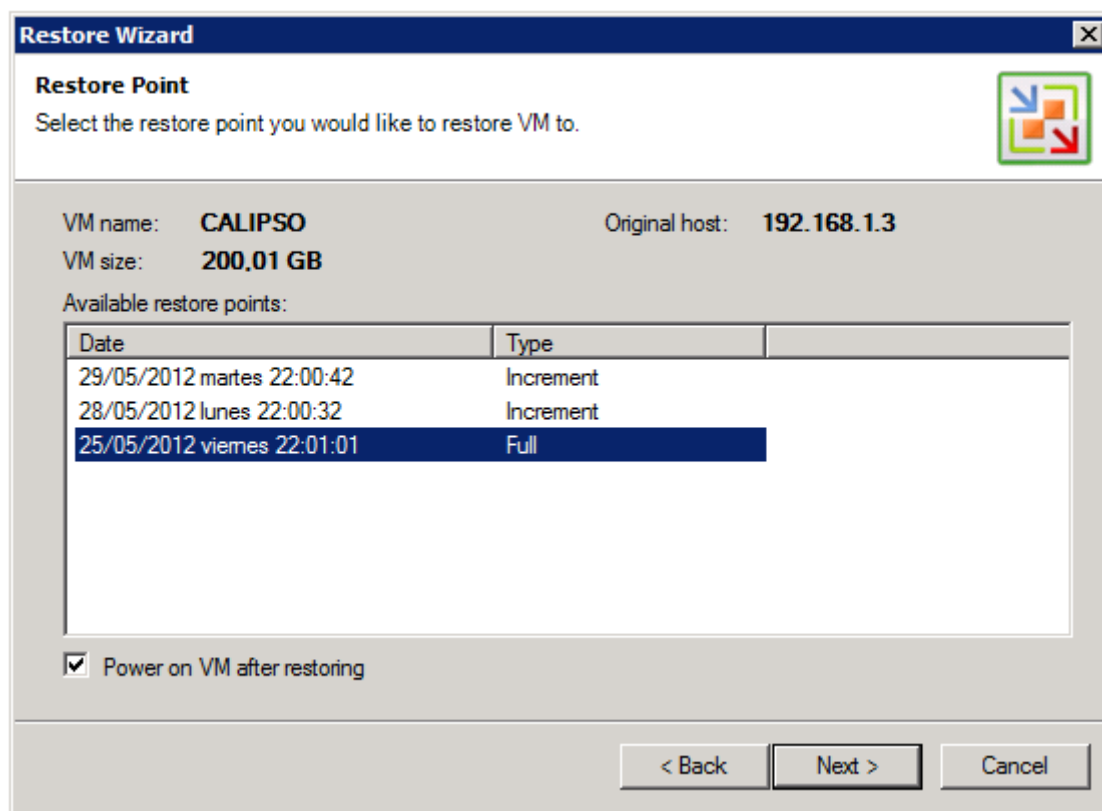 Restore Wizard
Restore Point
Select the restore point you would like to restore VM to.
VM name: CALIPSO Original host: 192.168.1.3
VM size: 200,01 GB
Available restore points:
Date Type
29/05/2012 martes 22:00:42 Increment
28/05/2012 lunes 22:00:32 Increment
25/05/2012 viernes 22:01:01 Full
Power on VM after restoring
< Back Next > Cancel